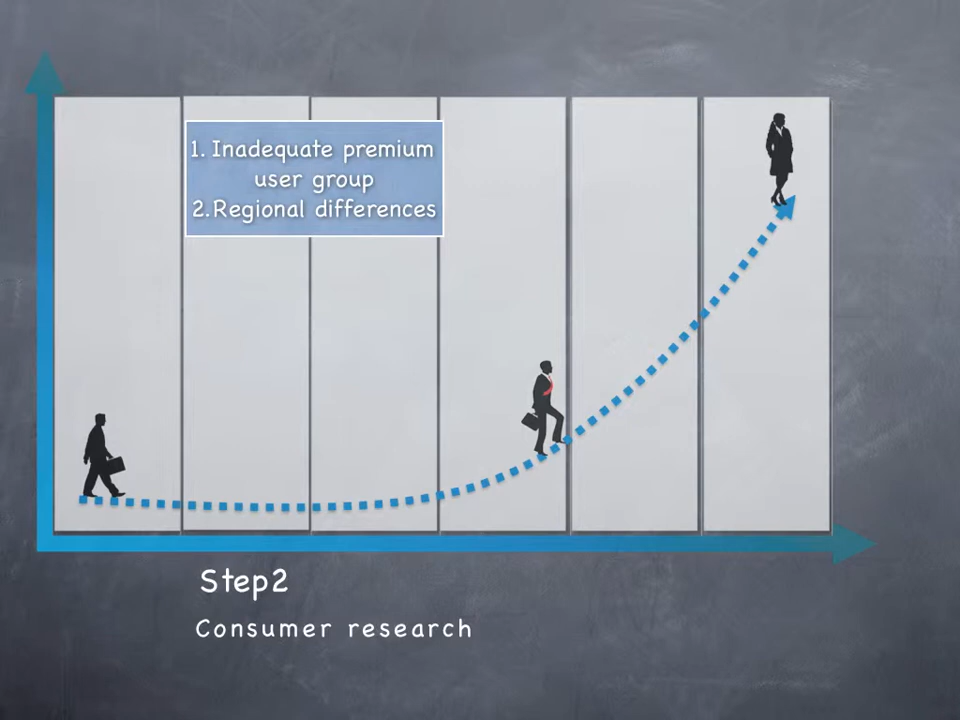 1. Inadequate premium
user group
2.Regional differences
Step2
Consumer research